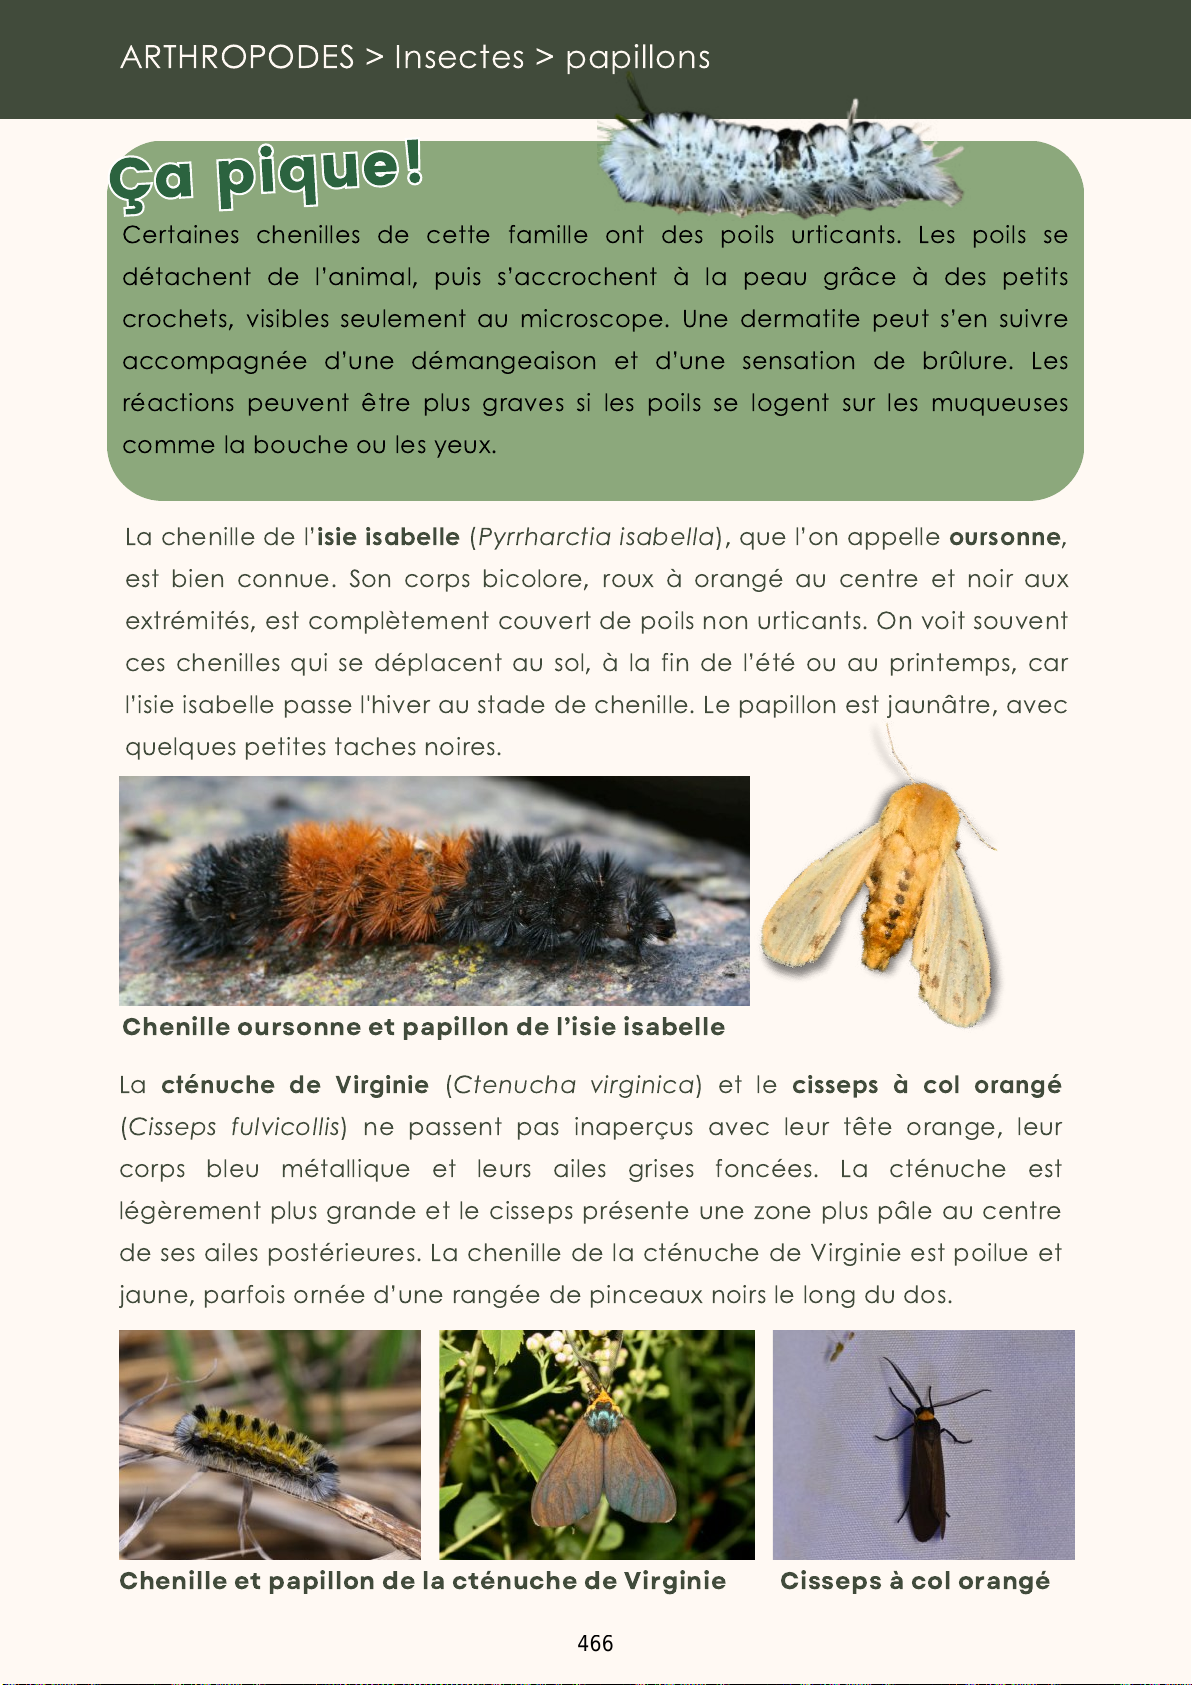 ARTHROPODES > Insectes > papillons
Ça pique!
Certaines chenilles de cette famille ont des poils urticants. Les poils se
détachent de l’animal, puis s’accrochent à la peau grâce à des petits
crochets, visibles seulement au microscope. Une dermatite peut s’en suivre
accompagnée d’une démangeaison et d’une sensation de brûlure. Les
réactions peuvent être plus graves si les poils se logent sur les muqueuses
comme la bouche ou les yeux.
La chenille de l’isie isabelle (Pyrrharctia isabella), que l’on appelle oursonne,
est bien connue. Son corps bicolore, roux à orangé au centre et noir aux
extrémités, est complètement couvert de poils non urticants. On voit souvent
ces chenilles qui se déplacent au sol, à la fin de l’été ou au printemps, car
l’isie isabelle passe l'hiver au stade de chenille. Le papillon est jaunâtre, avec
quelques petites taches noires.
Chenille oursonne et papillon de l’isie isabelle
La cténuche de Virginie (Ctenucha virginica) et le cisseps à col orangé
(Cisseps fulvicollis) ne passent pas inaperçus avec leur tête orange, leur
corps bleu métallique et leurs ailes grises foncées. La cténuche est
légèrement plus grande et le cisseps présente une zone plus pâle au centre
de ses ailes postérieures. La chenille de la cténuche de Virginie est poilue et
jaune, parfois ornée d’une rangée de pinceaux noirs le long du dos.
Chenille et papillon de la cténuche de Virginie
Cisseps à col orangé
466